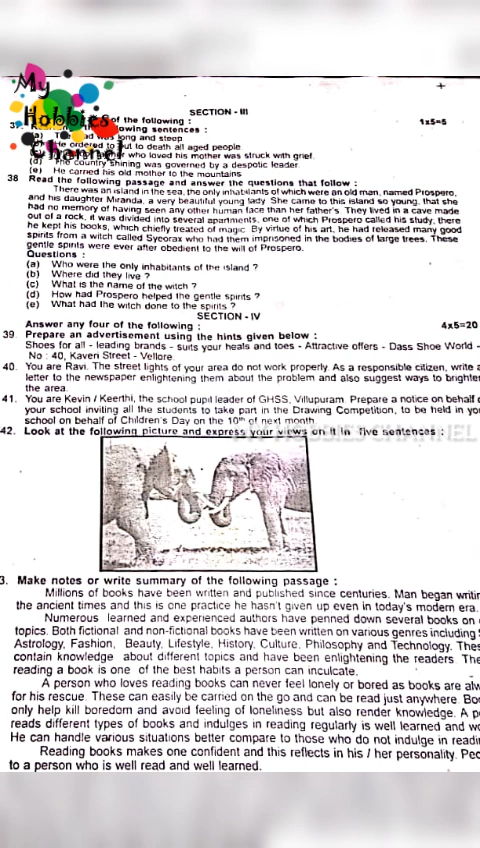 My
Hobbies
Channel
SECTION - III
of the following : 1x5=5
37. owing sentences :
(a) long and steep
He ordered to put to death all aged people
who loved his mother was struck with grief.
(d) The country Shining was governed by a despotic leader.
(e) He carried his old mother to the mountains
38 Read the following passage and answer the questions that follow :
There was an island in the sea, the only inhabitants of which were an old man, named Prospero,
and his daughter Miranda, a very beautiful young lady. She came to this island so young, that she
had no memory of having seen any other human face than her father's. They lived in a cave made
out of a rock, it was divided into several apartments, one of which Prospero called his study, there
he kept his books, which chiefly treated of magic. By virtue of his art, he had released many good
spirits from a witch called Sycorax who had them imprisoned in the bodies of large trees. These
gentle spirits were ever after obedient to the will of Prospero.
Questions :
(a) Who were the only inhabitants of the island ?
(b) Where did they live ?
(c) What is the name of the witch ?
(d) How had Prospero helped the gentle spirits ?
(e) What had the witch done to the spirits ?
SECTION - IV
Answer any four of the following : 4x5=20
39 Prepare an advertisement using the hints given below :
Shoes for all - leading brands - suits your heals and toes - Attractive offers - Dass Shoe World -
No : 40, Kaveri Street - Vellore.
40. You are Ravi. The street lights of your area do not work properly. As a responsible citizen, write a
letter to the newspaper enlightening them about the problem and also suggest ways to brighte
the area.
41. You are Kevin / Keerthi, the school pupil leader of GHSS, Villupuram. Prepare a notice on behalf o
your school inviting all the students to take part in the Drawing Competition, to be held in yo
school on behalf of Children's Day on the 10th of next month.
MY HOBBIES CHANNEL
42. Look at the following picture and express your views on it in five sentences :
3. Make notes or write summary of the following passage :
Millions of books have been written and published since centuries. Man began writin
the ancient times and this is one practice he hasn't given up even in today's modern era.
Numerous learned and experienced authors have penned down several books on
topics. Both fictional and non-fictional books have been written on various genres including
Astrology, Fashion, Beauty, Lifestyle, History, Culture, Philosophy and Technology. Thes
contain knowledge about different topics and have been enlightening the readers. The
reading a book is one of the best habits a person can inculcate.
A person who loves reading books can never feel lonely or bored as books are alw
for his rescue. These can easily be carried on the go and can be read just anywhere. Boo
only help kill boredom and avoid feeling of loneliness but also render knowledge. A p
reads different types of books and indulges in reading regularly is well learned and wo
He can handle various situations better compare to those who do not indulge in readi
Reading books makes one confident and this reflects in his / her personality. Peo
to a person who is well read and well learned.